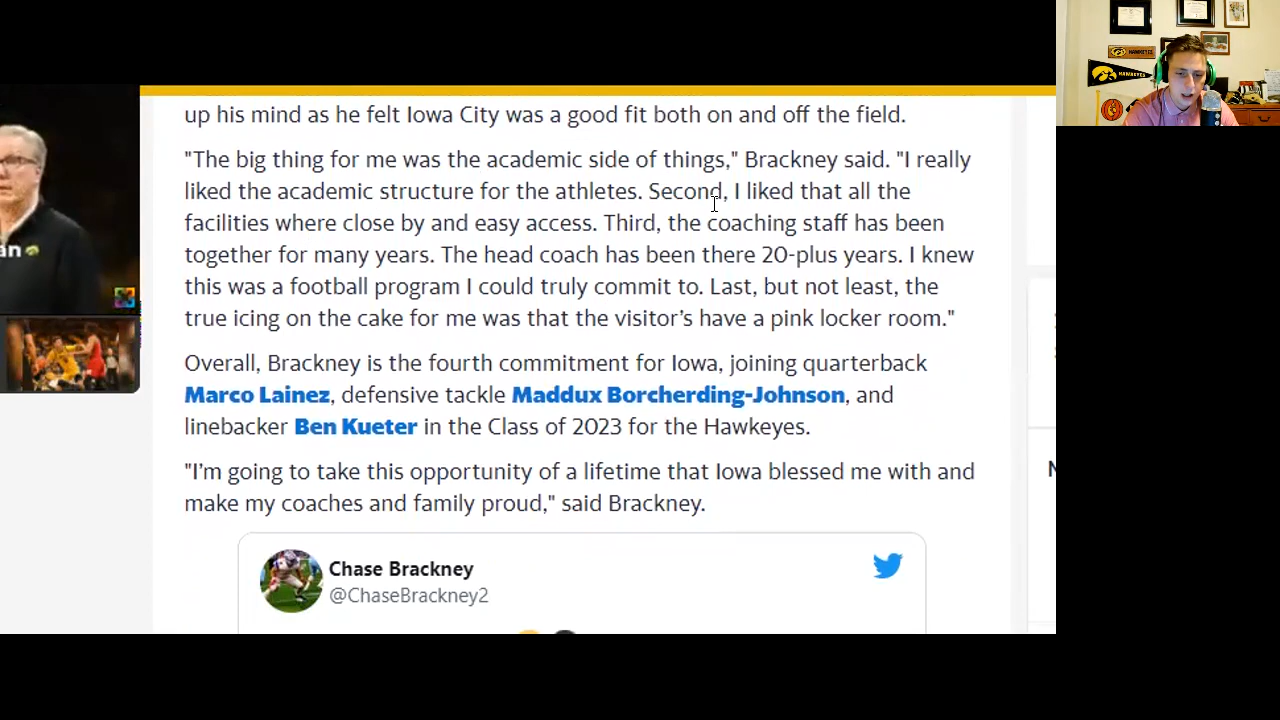 up his mind as he felt Iowa City was a good fit both on and off the field.
"The big thing for me was the academic side of things," Brackney said. "I really
liked the academic structure for the athletes. Second, I liked that all the
facilities where close by and easy access. Third, the coaching staff has been
together for many years. The head coach has been there 20-plus years. I knew
this was a football program I could truly commit to. Last, but not least, the
true icing on the cake for me was that the visitor’s have a pink locker room."
Overall, Brackney is the fourth commitment for Iowa, joining quarterback
Marco Lainez, defensive tackle Maddux Borcherding-Johnson, and
linebacker Ben Kueter in the Class of 2023 for the Hawkeyes.
"I’m going to take this opportunity of a lifetime that Iowa blessed me with and
make my coaches and family proud," said Brackney.
Chase Brackney
@ChaseBrackney2
an
HAWKEYES
HAWKEYES